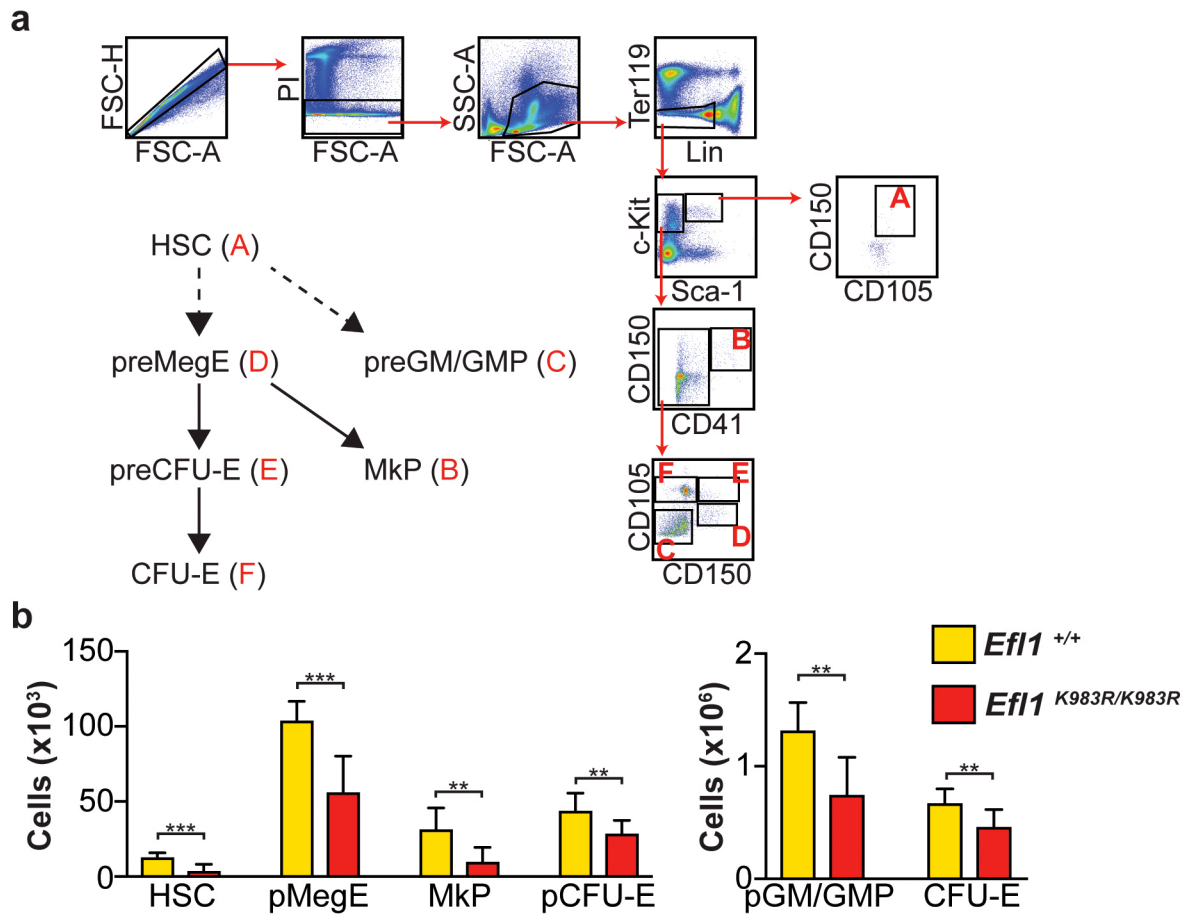 a
FSC-H
FSC-A
PI
FSC-A
SSC-A
FSC-A
Ter119
Lin
c-Kit
Sca-1
CD150
A
CD105
CD150
B
CD41
CD105
F
E
C
D
CD150
HSC (A)
preMegE (D)
preGM/GMP (C)
preCFU-E (E)
MkP (B)
CFU-E (F)
b
Cells (x10³)
150
100
50
0
***
***
**
**
HSC
pMegE
MkP
pCFU-E
Cells (x10⁶)
2
1
0
**
**
pGM/GMP
CFU-E
Efl1 +/+
Efl1 K983R/K983R